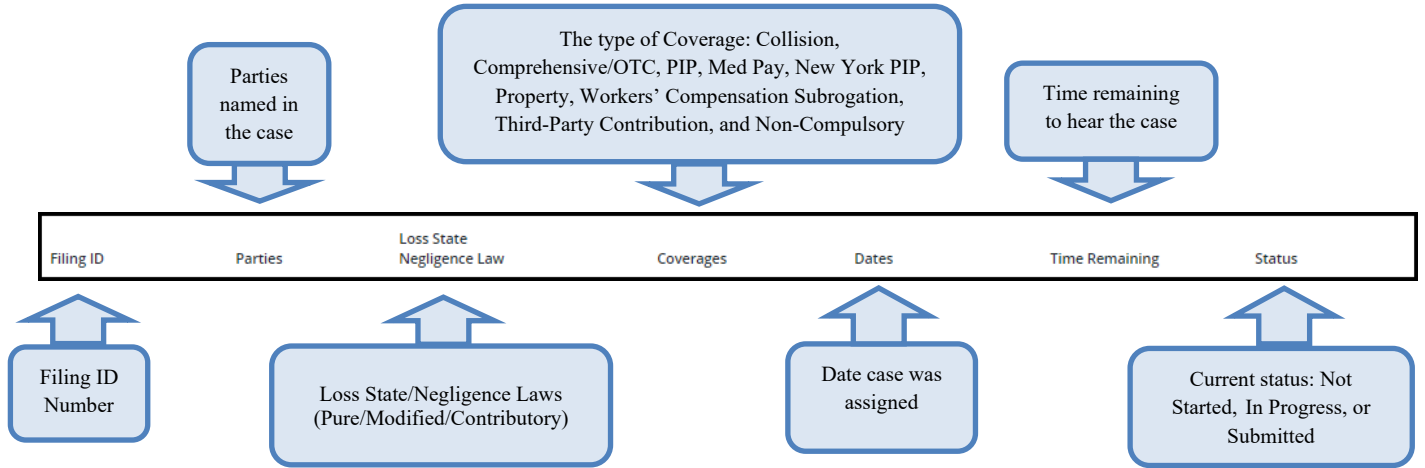 Parties
named in
the case
The type of Coverage: Collision,
Comprehensive/OTC, PIP, Med Pay, New York PIP,
Property, Workers’ Compensation Subrogation,
Third-Party Contribution, and Non-Compulsory
Time remaining
to hear the case
Filing ID
Parties
Loss State
Negligence Law
Coverages
Dates
Time Remaining
Status
Filing ID
Number
Loss State/Negligence Laws
(Pure/Modified/Contributory)
Date case was
assigned
Current status: Not
Started, In Progress, or
Submitted